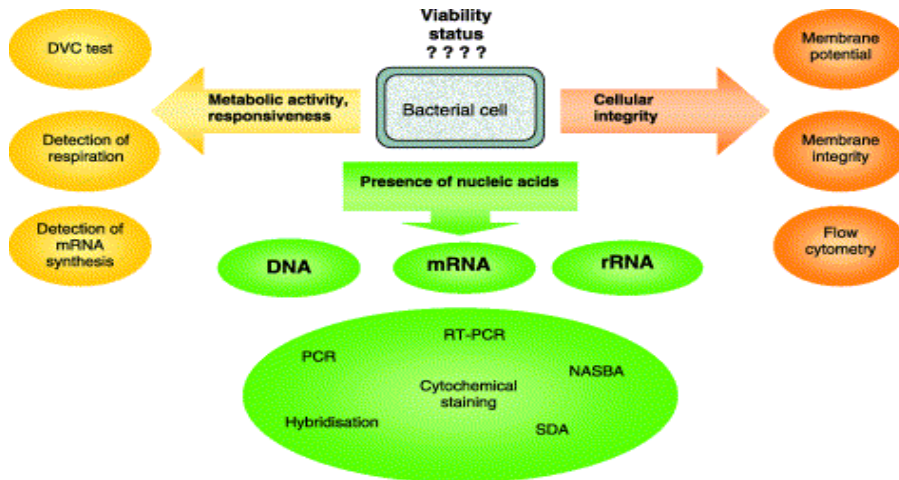 Viability
status
? ? ? ?
Bacterial cell
Metabolic activity,
responsiveness
DVC test
Detection of
respiration
Detection of
mRNA
synthesis
Cellular
integrity
Membrane
potential
Membrane
integrity
Flow
cytometry
Presence of nucleic acids
DNA
mRNA
rRNA
RT-PCR
PCR
NASBA
Cytochemical
staining
Hybridisation
SDA